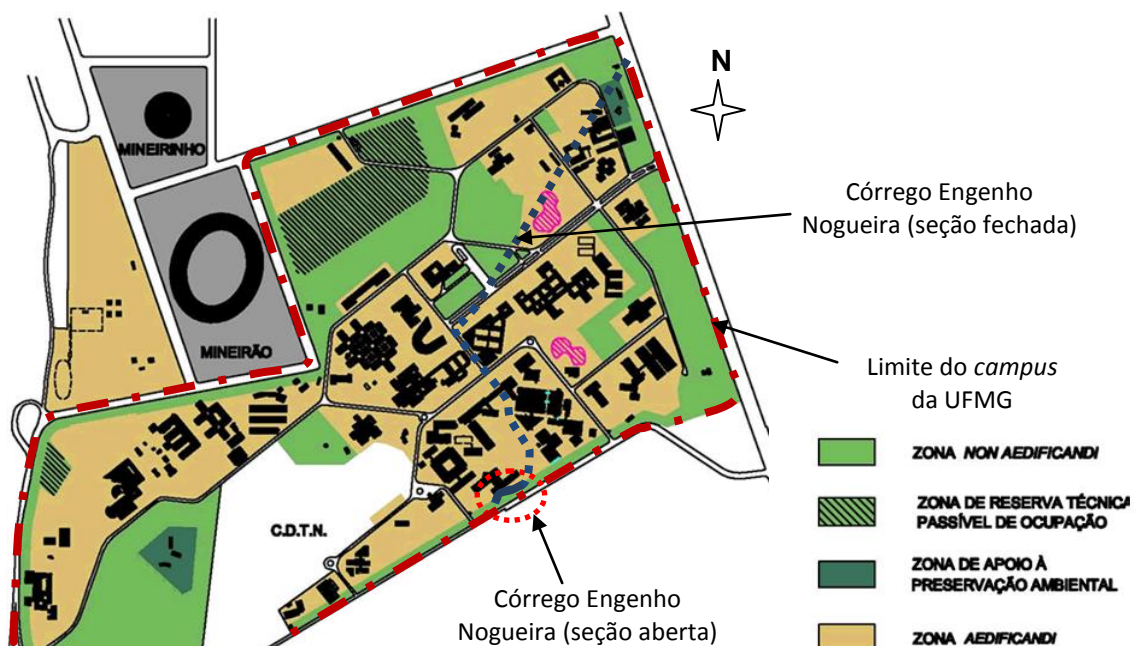 N
MINEIRINHO
MINEIRÃO
Córrego Engenho
Nogueira (seção fechada)
Limite do campus
da UFMG
C.D.T.N.
Córrego Engenho
Nogueira (seção aberta)
ZONA NON AEDIFICANDI
ZONA DE RESERVA TÉCNICA
PASSÍVEL DE OCUPAÇÃO
ZONA DE APOIO À
PRESERVAÇÃO AMBIENTAL
ZONA AEDIFICANDI